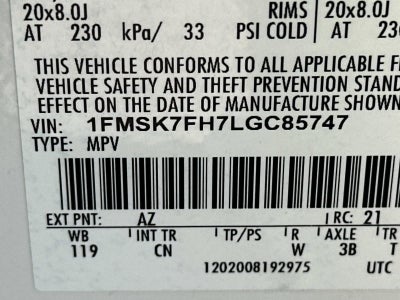 20x8.0J RIMS 20x8.0J
AT 230 kPa/ 33 PSI COLD AT 230
THIS VEHICLE CONFORMS TO ALL APPLICABLE
VEHICLE SAFETY AND THEFT PREVENTION STAND
EFFECT ON THE DATE OF MANUFACTURE SHOWN
VIN: 1FMSK7FH7LGC85747
TYPE: MPV
EXT PNT: AZ RC: 21
WB INT TR TP/PS R AXLE TR
119 CN W 3B T
1202008192975 UTC